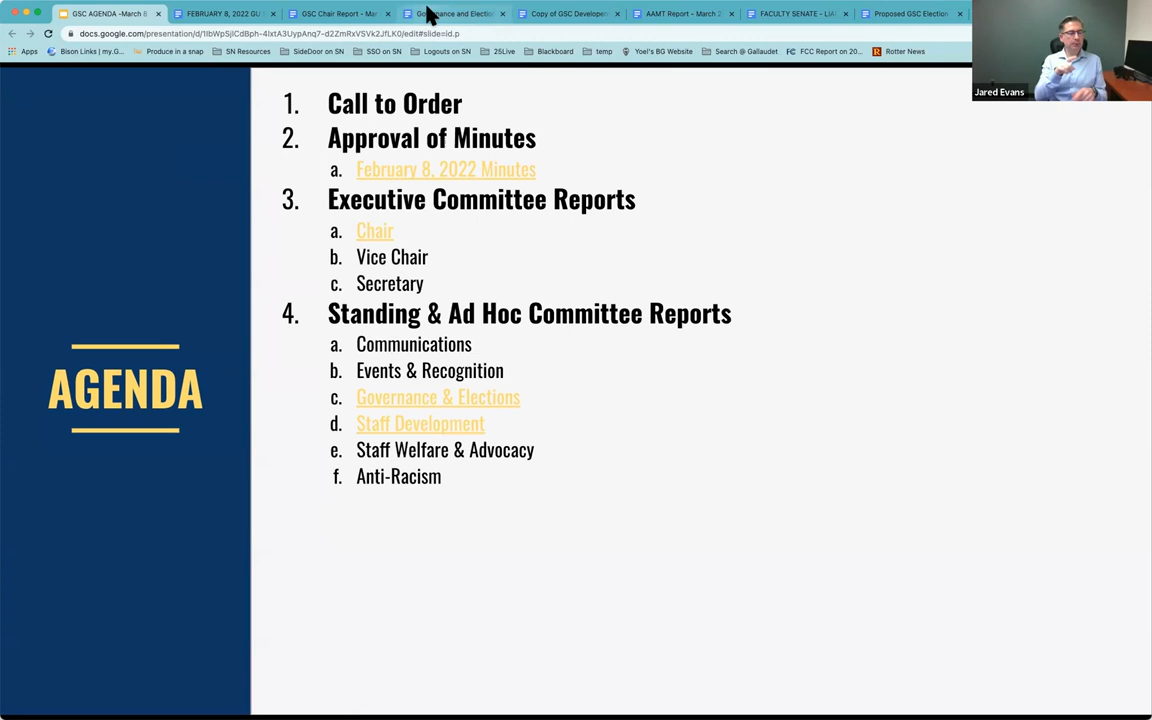 GSC AGENDA -March 8
FEBRUARY 8, 2022 GU
GSC Chair Report - Mar
Governance and Election
Copy of GSC Developme
AAMT Report – March 2
FACULTY SENATE – LIA
Proposed GSC Election
docs.google.com/presentation/d/1IbWpSjlCdBph-4lxtA3UypAnq7-d2ZmRxVSVk2JfLK0/edit#slide=id.p
Apps
Bison Links | my.G...
Produce in a snap
SN Resources
SideDoor on SN
SSO on SN
Logouts on SN
25Live
Blackboard
temp
Yoel's BG Website
Search @ Gallaudet
FCC Report on 20...
Rotter News
Jared Evans
AGENDA
1. Call to Order
2. Approval of Minutes
a. February 8, 2022 Minutes
3. Executive Committee Reports
a. Chair
b. Vice Chair
c. Secretary
4. Standing & Ad Hoc Committee Reports
a. Communications
b. Events & Recognition
c. Governance & Elections
d. Staff Development
e. Staff Welfare & Advocacy
f. Anti-Racism